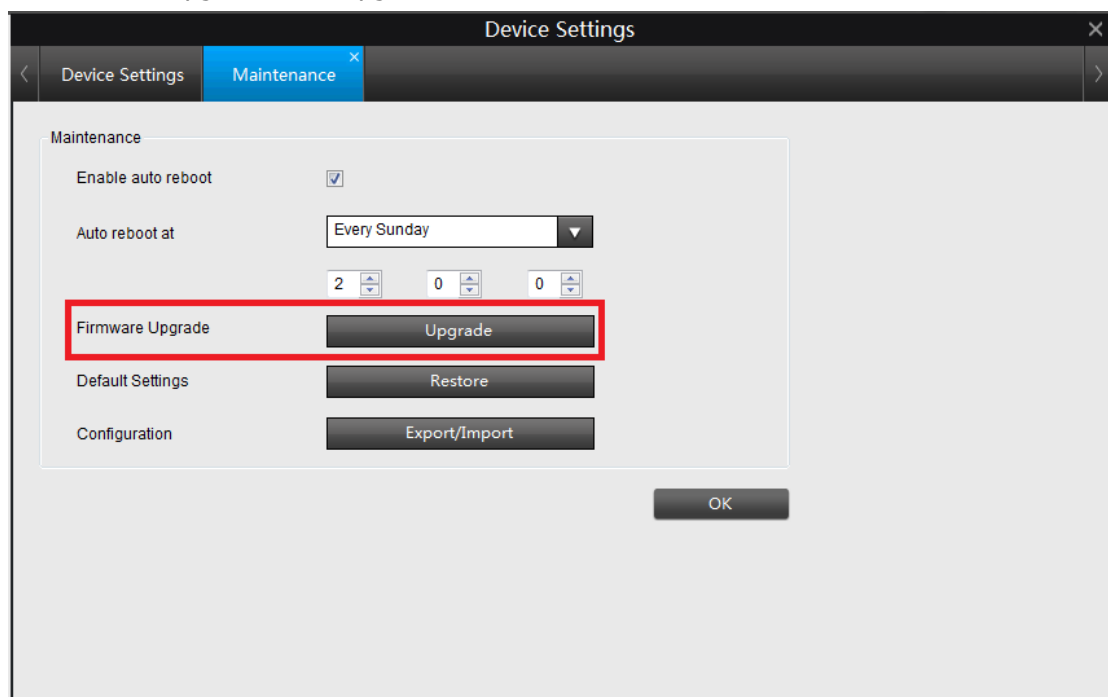 Device Settings
Device Settings Maintenance
Maintenance
Enable auto reboot
Auto reboot at Every Sunday
2 0 0
Firmware Upgrade Upgrade
Default Settings Restore
Configuration Export/Import
OK